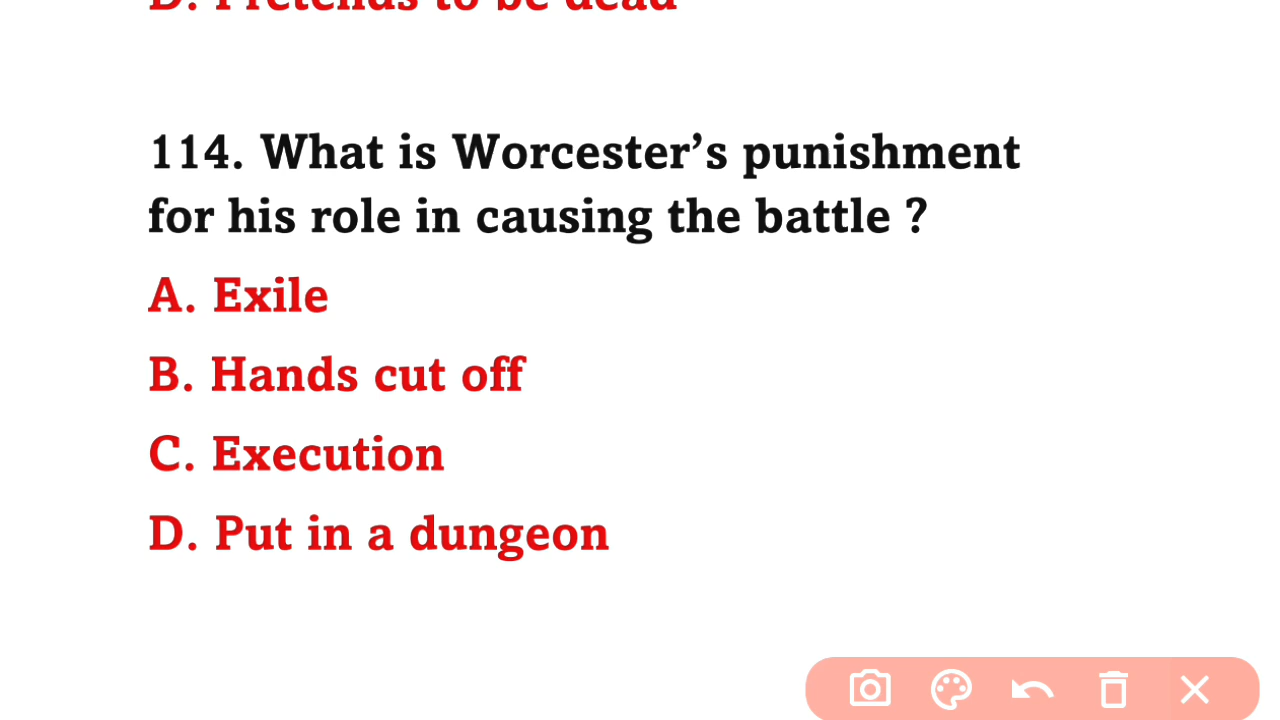 D. Pretends to be dead
114. What is Worcester’s punishment
for his role in causing the battle ?
A. Exile
B. Hands cut off
C. Execution
D. Put in a dungeon